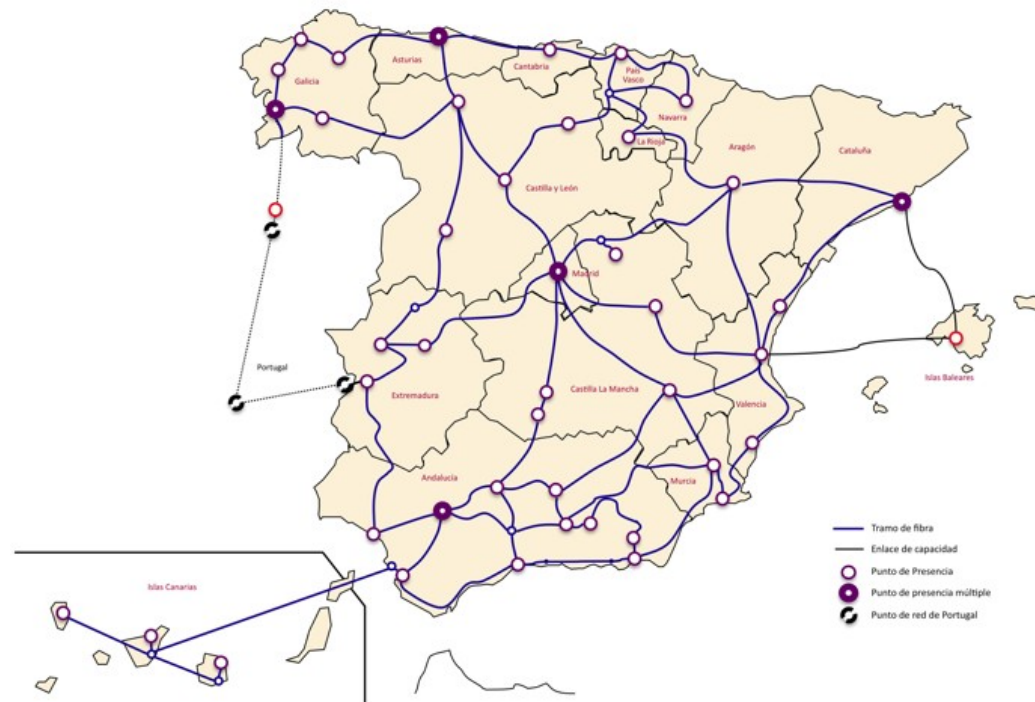 Asturias
Cantabria
País
Vasco
Galicia
Navarra
La Rioja
Aragón
Cataluña
Castilla y León
Madrid
Portugal
Extremadura
Castilla La Mancha
Valencia
Islas Baleares
Andalucía
Murcia
Islas Canarias
Tramo de fibra
Enlace de capacidad
Punto de Presencia
Punto de presencia múltiple
Punto de red de Portugal